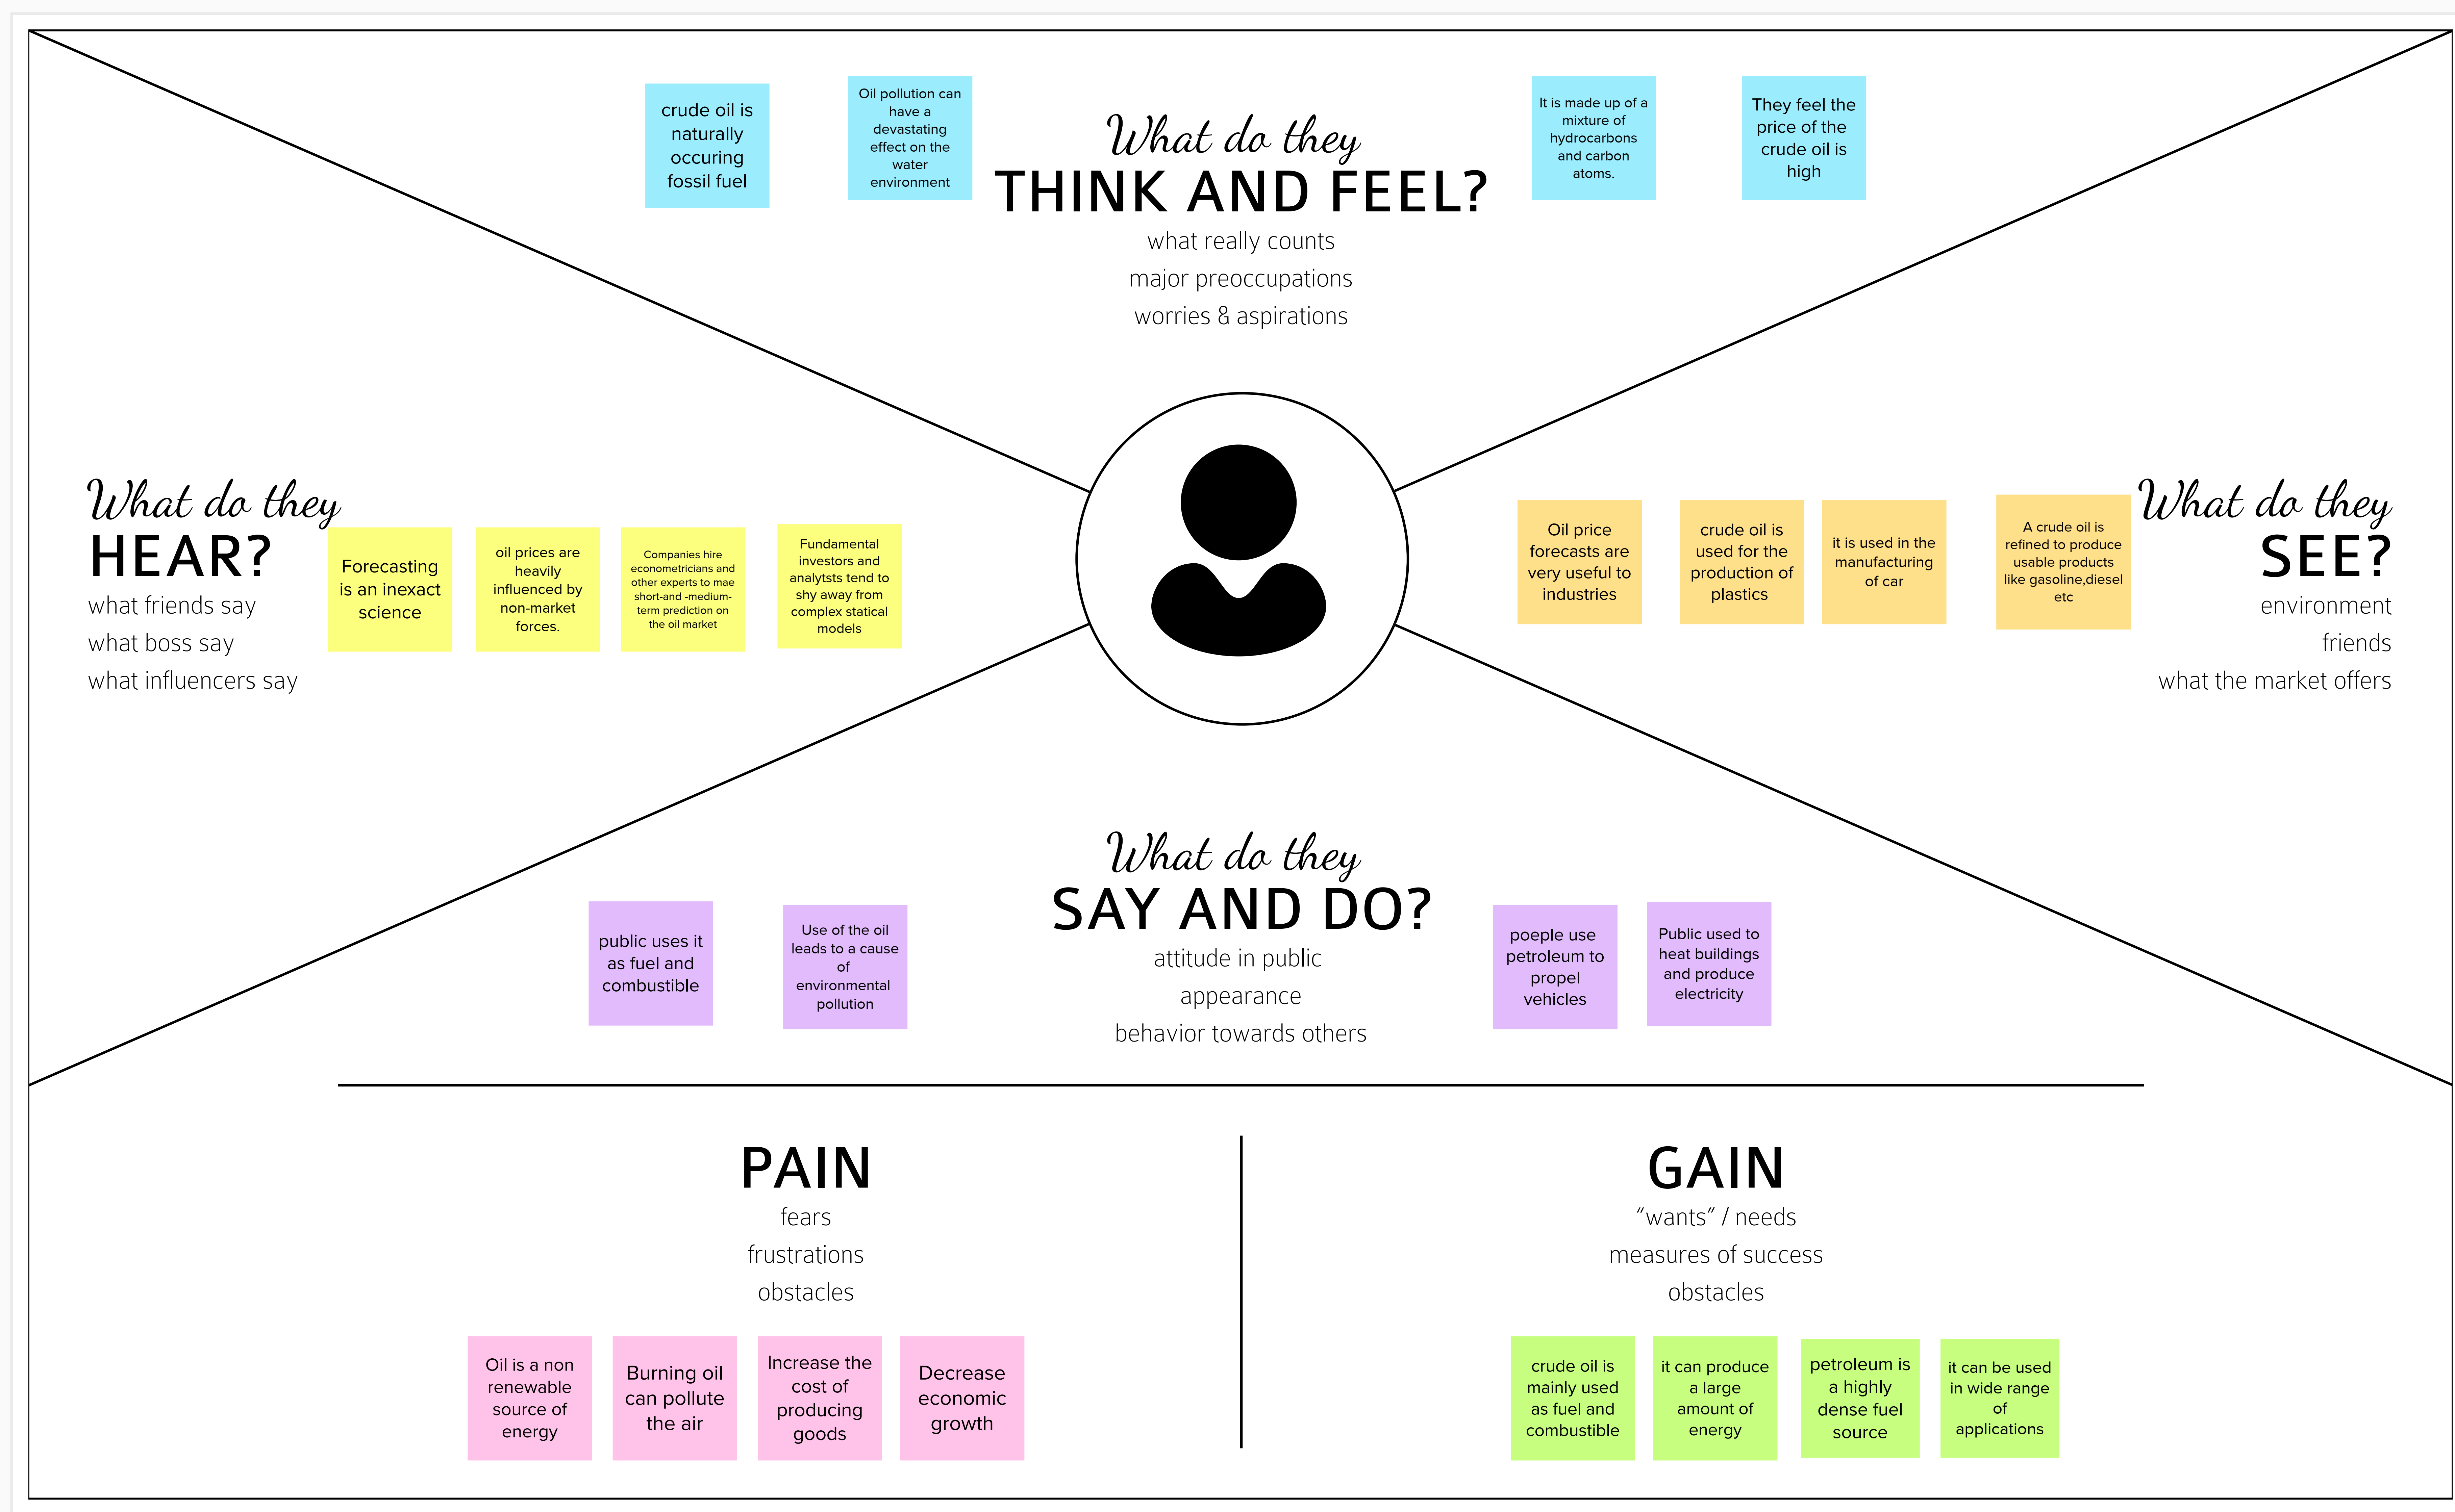 crude oil is
naturally
occuring
fossil fuel
Oil pollution can
have a
devastating
effect on the
water
environment
What do they
THINK AND FEEL?
what really counts
major preoccupations
worries & aspirations
It is made up of a
mixture of
hydrocarbons
and carbon
atoms.
They feel the
price of the
crude oil is
high
What do they
HEAR?
what friends say
what boss say
what influencers say
Forecasting
is an inexact
science
oil prices are
heavily
influenced by
non-market
forces.
Companies hire
econometricians and
other experts to mae
short-and -medium-
term prediction on
the oil market
Fundamental
investors and
analytsts tend to
shy away from
complex statical
models
Oil price
forecasts are
very useful to
industries
crude oil is
used for the
production of
plastics
it is used in the
manufacturing
of car
A crude oil is
refined to produce
usable products
like gasoline,diesel
etc
What do they
SEE?
environment
friends
what the market offers
public uses it
as fuel and
combustible
Use of the oil
leads to a cause
of
environmental
pollution
What do they
SAY AND DO?
attitude in public
appearance
behavior towards others
poeple use
petroleum to
propel
vehicles
Public used to
heat buildings
and produce
electricity
PAIN
fears
frustrations
obstacles
Oil is a non
renewable
source of
energy
Burning oil
can pollute
the air
Increase the
cost of
producing
goods
Decrease
economic
growth
GAIN
“wants” / needs
measures of success
obstacles
crude oil is
mainly used
as fuel and
combustible
it can produce
a large
amount of
energy
petroleum is
a highly
dense fuel
source
it can be used
in wide range
of
applications